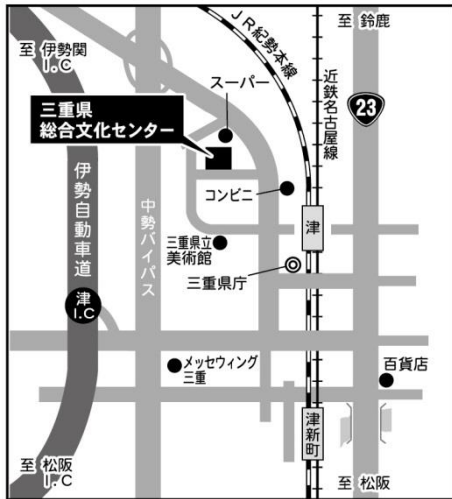 至 鈴鹿
至 伊勢関
I.C
JR紀勢本線
近鉄名古屋線
23
スーパー
三重県
総合文化センター
コンビニ
伊勢自動車道
中勢バイパス
津
三重県立
美術館
三重県庁
津
I.C
メッセウィング
三重
百貨店
津新町
至 松阪
I.C
至 松阪